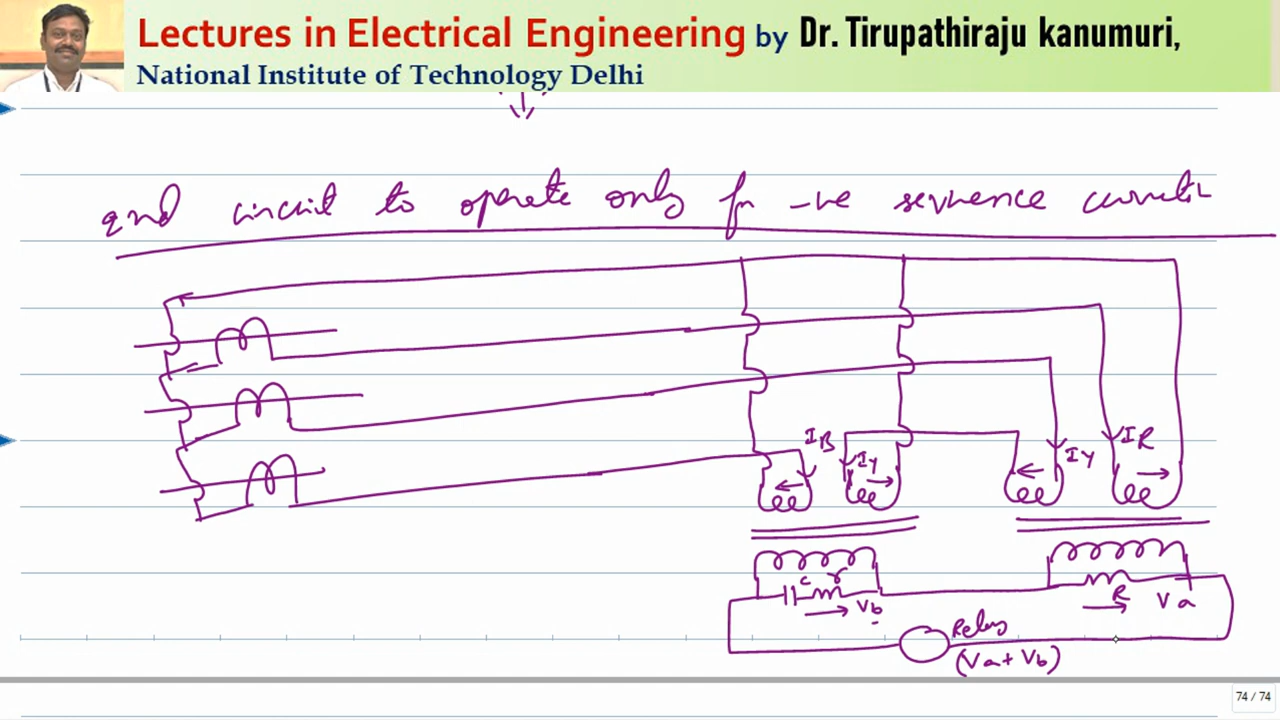 Lectures in Electrical Engineering by Dr. Tirupathiraju kanumuri,
National Institute of Technology Delhi
2nd circuit to operate only for -ve sequence currents
IB
IY
IY
IR
C r
Vb
R
Va
Relay
(Va + Vb)
74 / 74